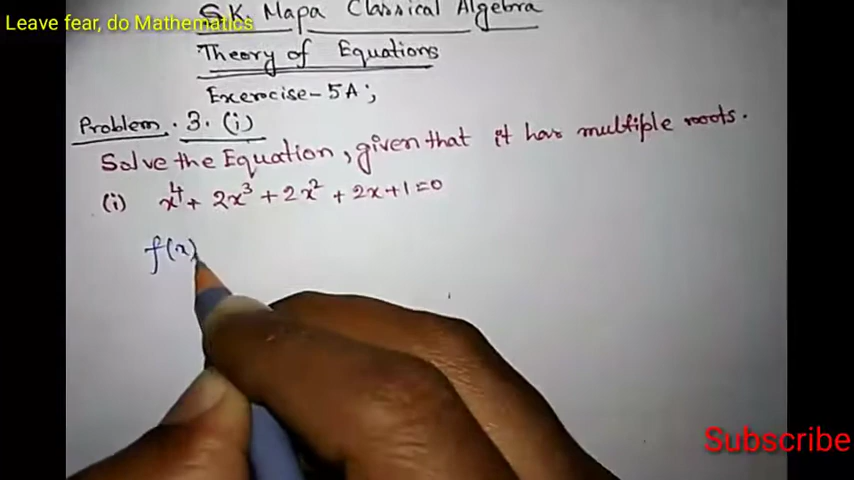 S.K. Mapa Classical Algebra
Leave fear, do Mathematics
Theory of Equations
Exercise-5A;
Problem. 3. (i)
Solve the Equation, given that it has multiple roots.
(i) x⁴ + 2x³ + 2x² + 2x + 1 = 0
f(x)
Subscribe